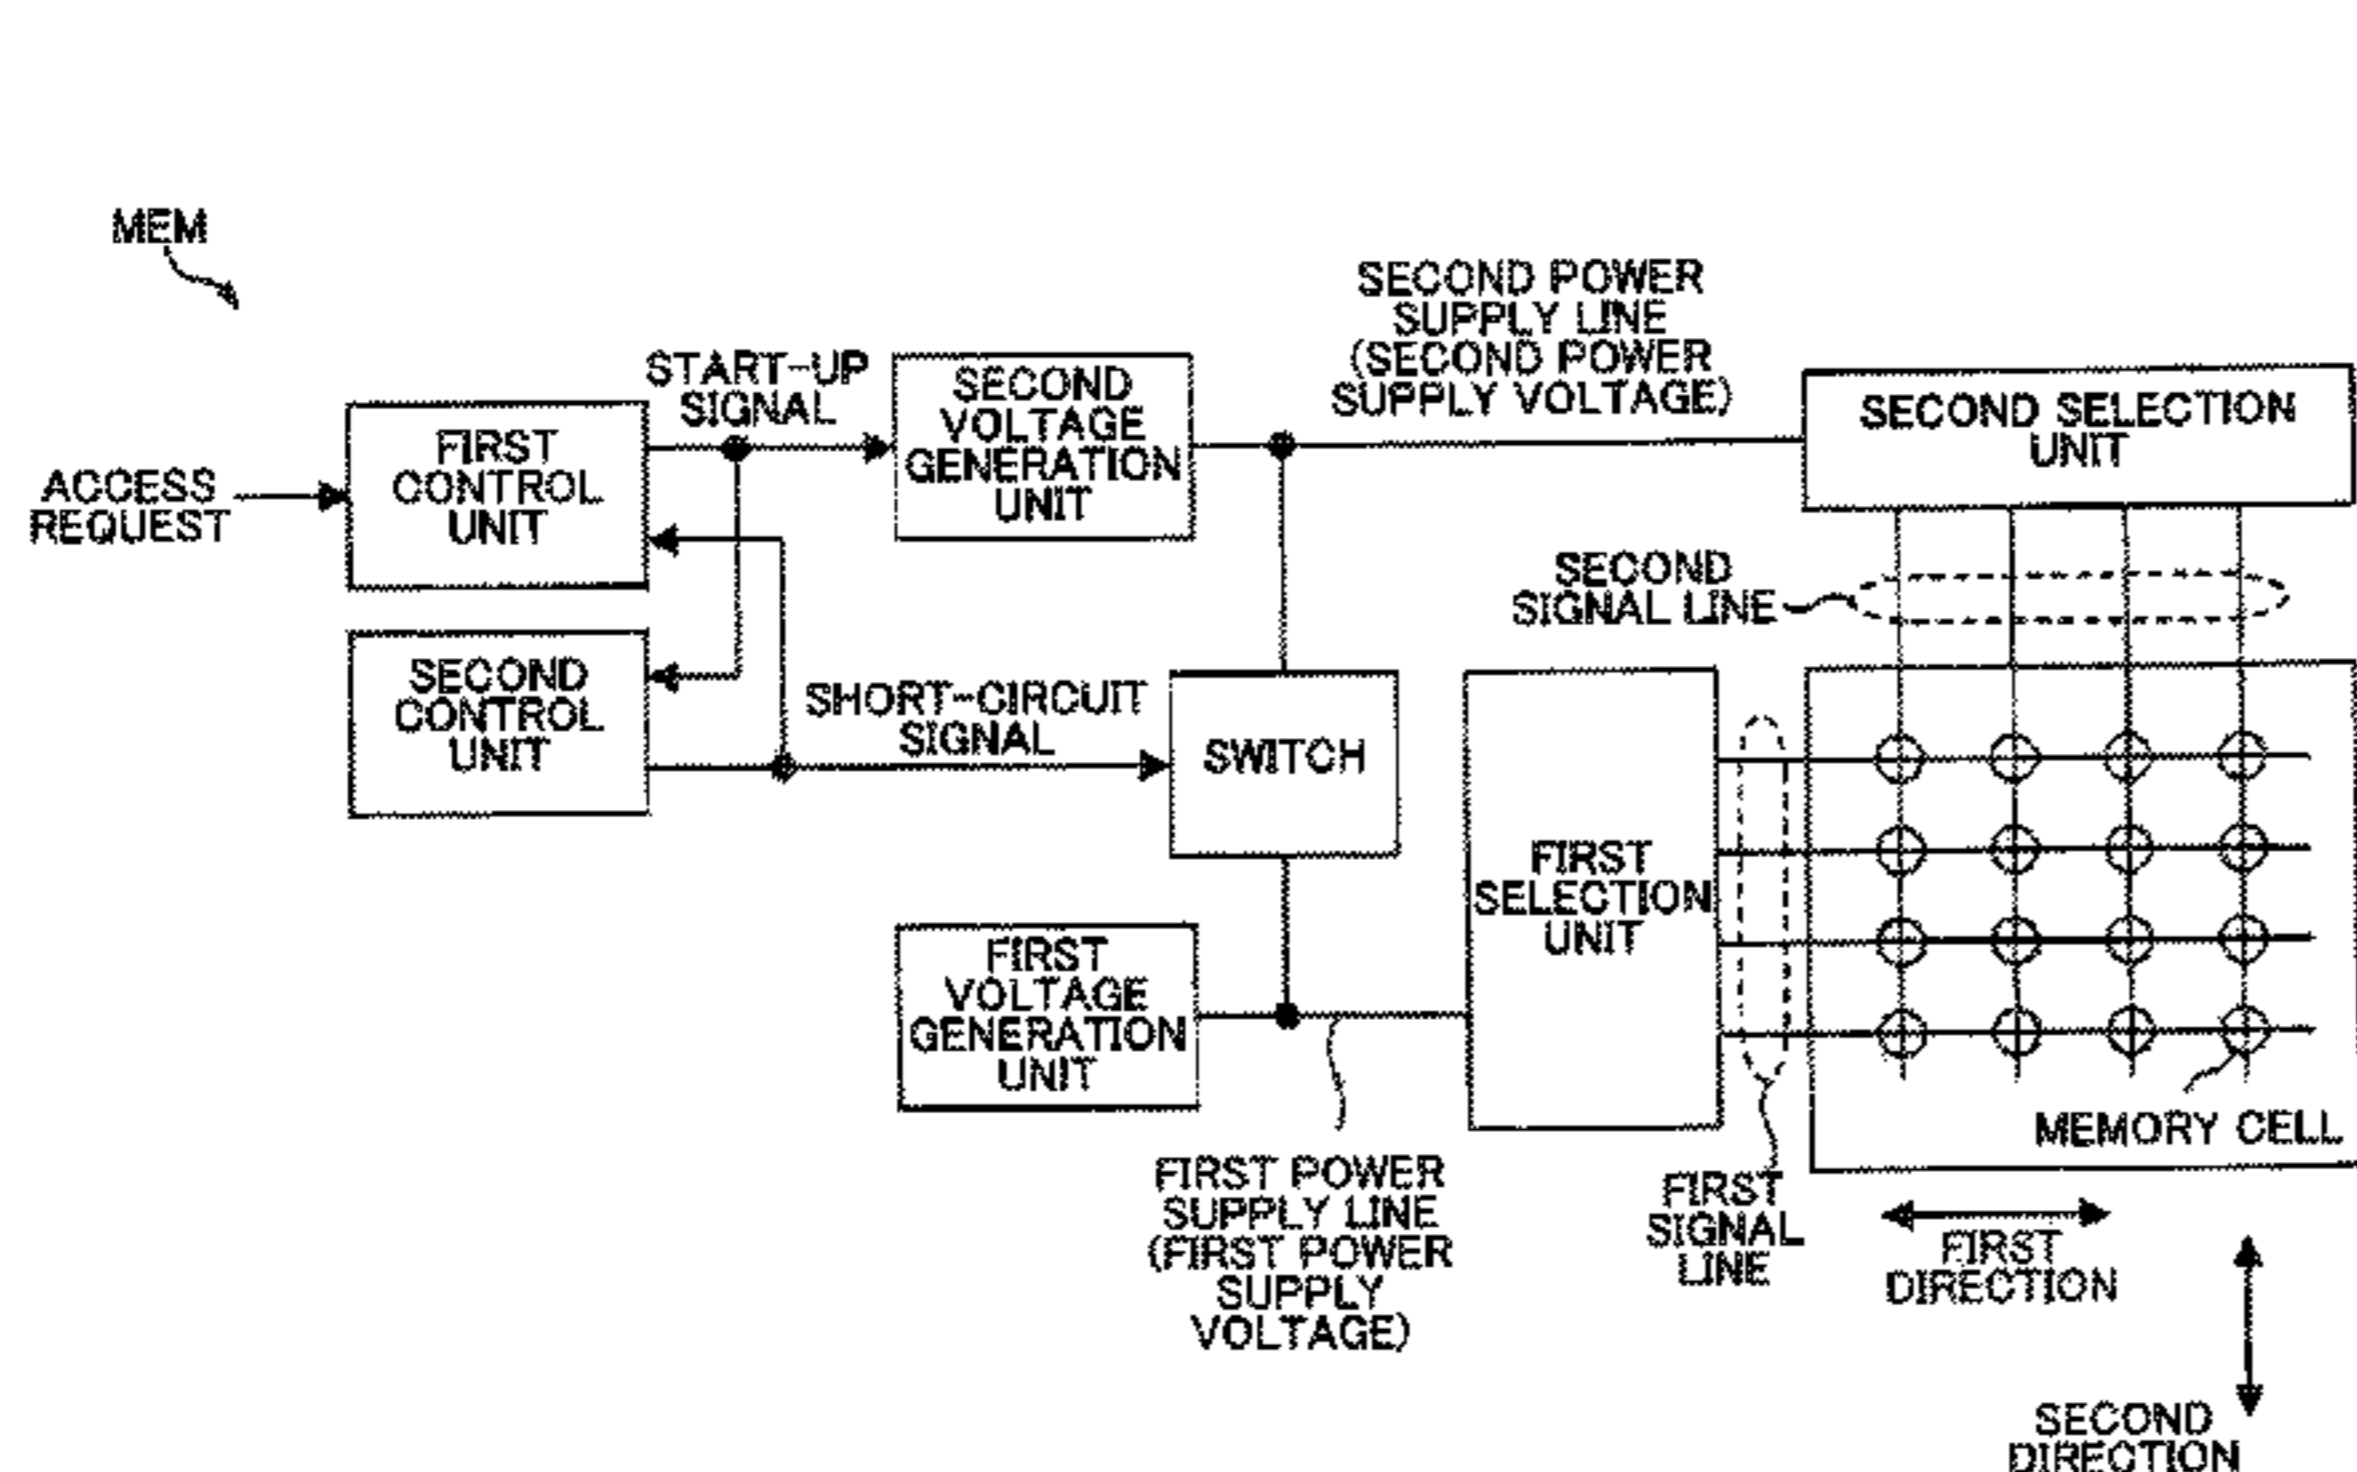 MEM
SECOND POWER
SUPPLY LINE
(SECOND POWER
SUPPLY VOLTAGE)
START-UP
SIGNAL
SECOND
VOLTAGE
GENERATION
UNIT
SECOND SELECTION
UNIT
FIRST
CONTROL
UNIT
ACCESS
REQUEST
SECOND
SIGNAL LINE
SECOND
CONTROL
UNIT
SHORT-CIRCUIT
SIGNAL
SWITCH
FIRST
SELECTION
UNIT
FIRST
VOLTAGE
GENERATION
UNIT
MEMORY CELL
FIRST POWER
SUPPLY LINE
(FIRST POWER
SUPPLY
VOLTAGE)
FIRST
SIGNAL
LINE
FIRST
DIRECTION
SECOND
DIRECTION